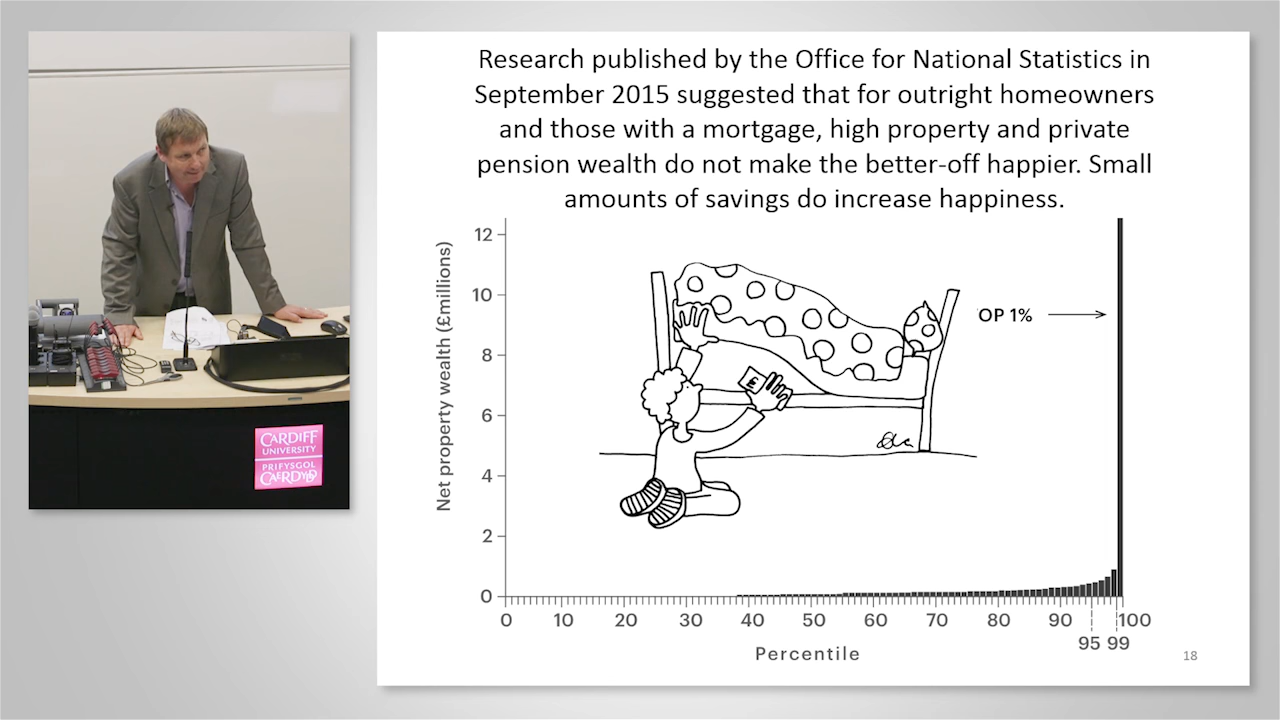 Research published by the Office for National Statistics in
September 2015 suggested that for outright homeowners
and those with a mortgage, high property and private
pension wealth do not make the better-off happier. Small
amounts of savings do increase happiness.
Net property wealth (£millions)
12
10
8
6
4
2
0
OP 1%
£
0 10 20 30 40 50 60 70 80 90 100
95 99
Percentile
18
CARDIFF
UNIVERSITY
PRIFYSGOL
CAERDYDD